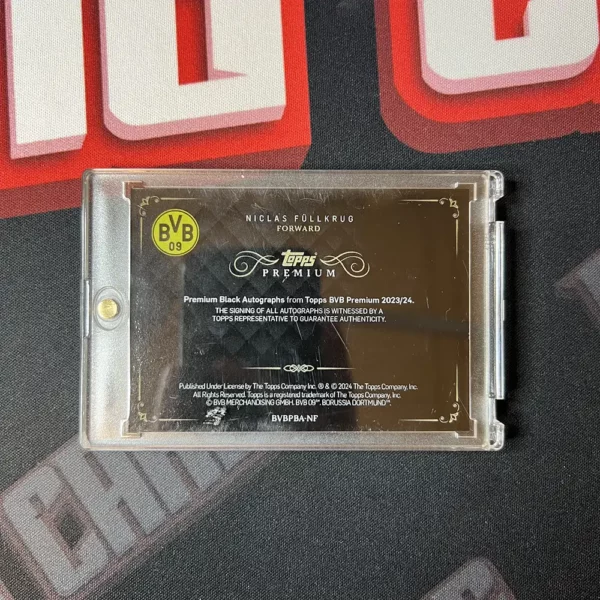 BVB
09
NICLAS FÜLLKRUG
FORWARD
topps
PREMIUM
Premium Black Autographs from Topps BVB Premium 2023/24.
THE SIGNING OF ALL AUTOGRAPHS IS WITNESSED BY A
TOPPS REPRESENTATIVE TO GUARANTEE AUTHENTICITY.
Published Under License by The Topps Company Inc. ® & © 2024 The Topps Company, Inc.
All Rights Reserved. Topps is a registered trademark of The Topps Company, Inc.
© BVB MERCHANDISING GMBH. BVB 09™. BORUSSIA DORTMUND™.
BVBPBA-NF